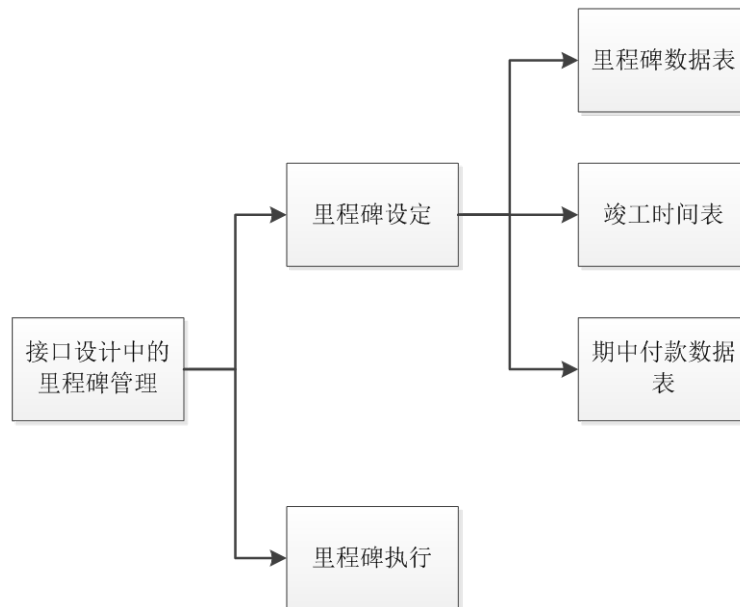 里程碑数据表
里程碑设定
竣工时间表
接口设计中的
里程碑管理
期中付款数据
表
里程碑执行